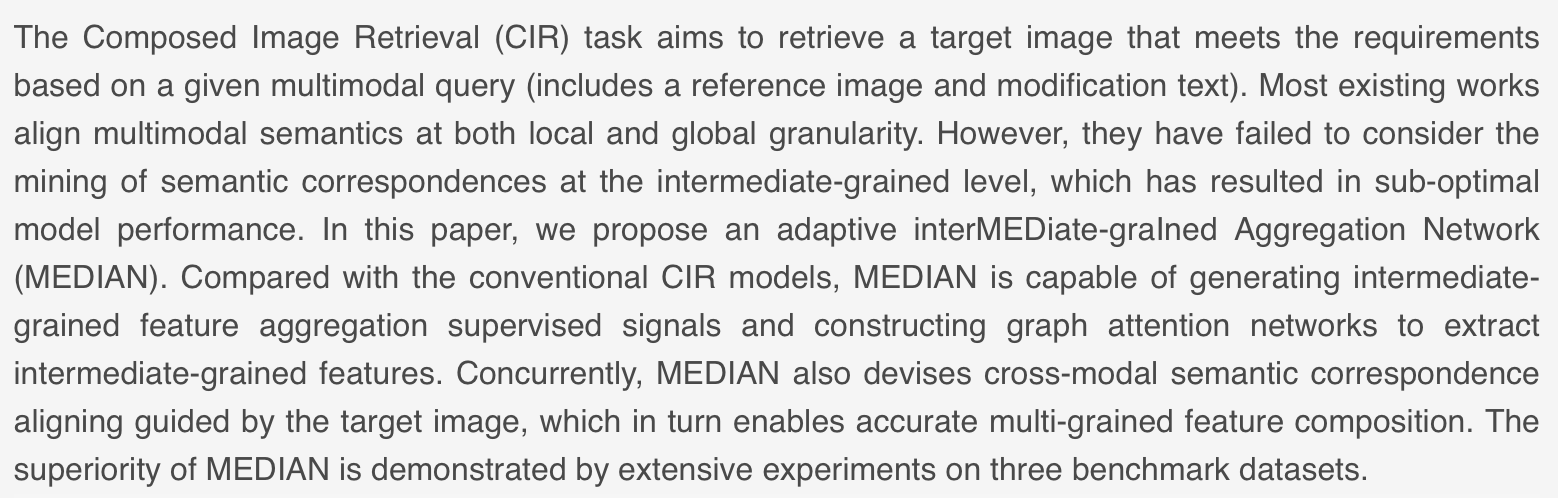 The Composed Image Retrieval (CIR) task aims to retrieve a target image that meets the requirements
based on a given multimodal query (includes a reference image and modification text). Most existing works
align multimodal semantics at both local and global granularity. However, they have failed to consider the
mining of semantic correspondences at the intermediate-grained level, which has resulted in sub-optimal
model performance. In this paper, we propose an adaptive interMEDiate-graIned Aggregation Network
(MEDIAN). Compared with the conventional CIR models, MEDIAN is capable of generating intermediate-
grained feature aggregation supervised signals and constructing graph attention networks to extract
intermediate-grained features. Concurrently, MEDIAN also devises cross-modal semantic correspondence
aligning guided by the target image, which in turn enables accurate multi-grained feature composition. The
superiority of MEDIAN is demonstrated by extensive experiments on three benchmark datasets.